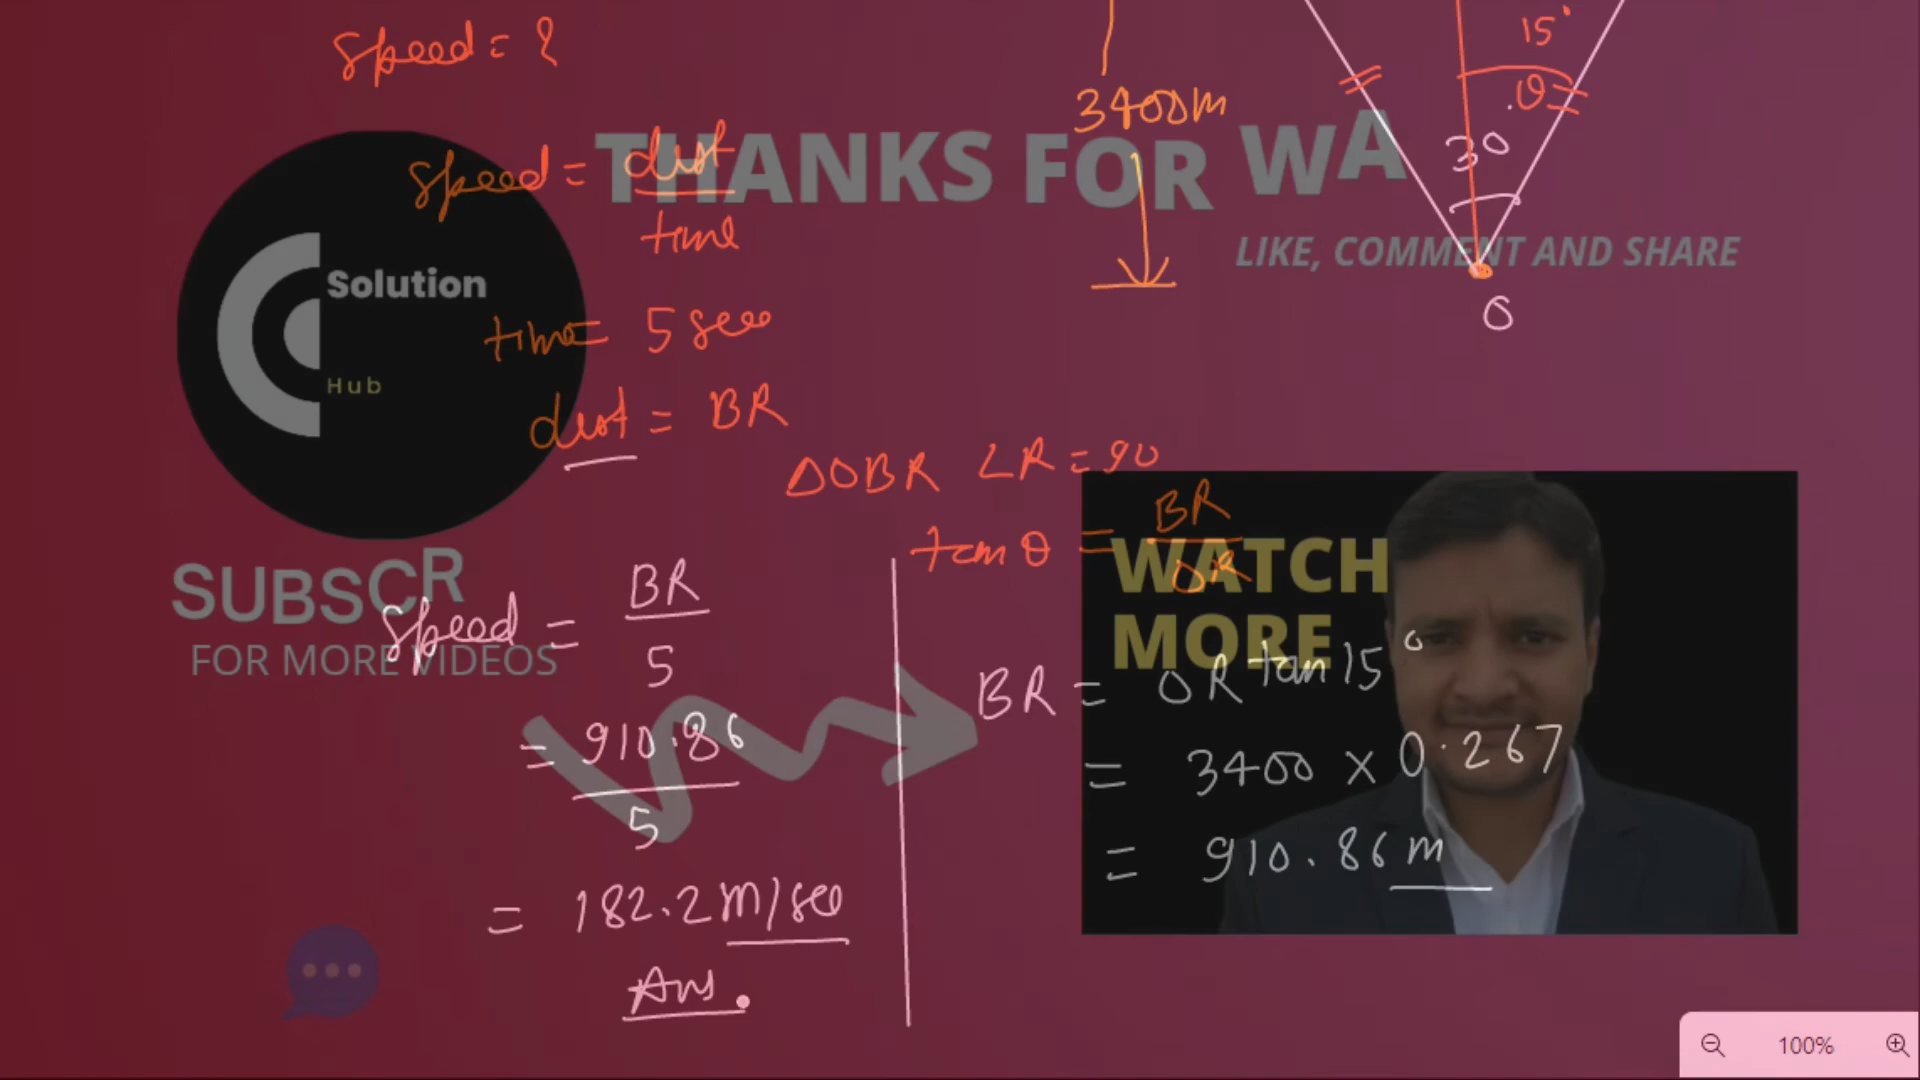 speed = ?
15°
3400m
θ
30
speed = dist
time
THANKS FOR WA
LIKE, COMMENT AND SHARE
Solution
Hub
time = 5 sec
O
dist = BR
ΔOBR ∠R = 90
tan θ = BR
OR
WATCH
MORE
SUBSCR
FOR MORE VIDEOS
speed = BR
5
= 910.86
5
= 182.2 m/sec
Ans.
BR = OR tan 15°
= 3400 x 0.267
= 910.86 m
100%